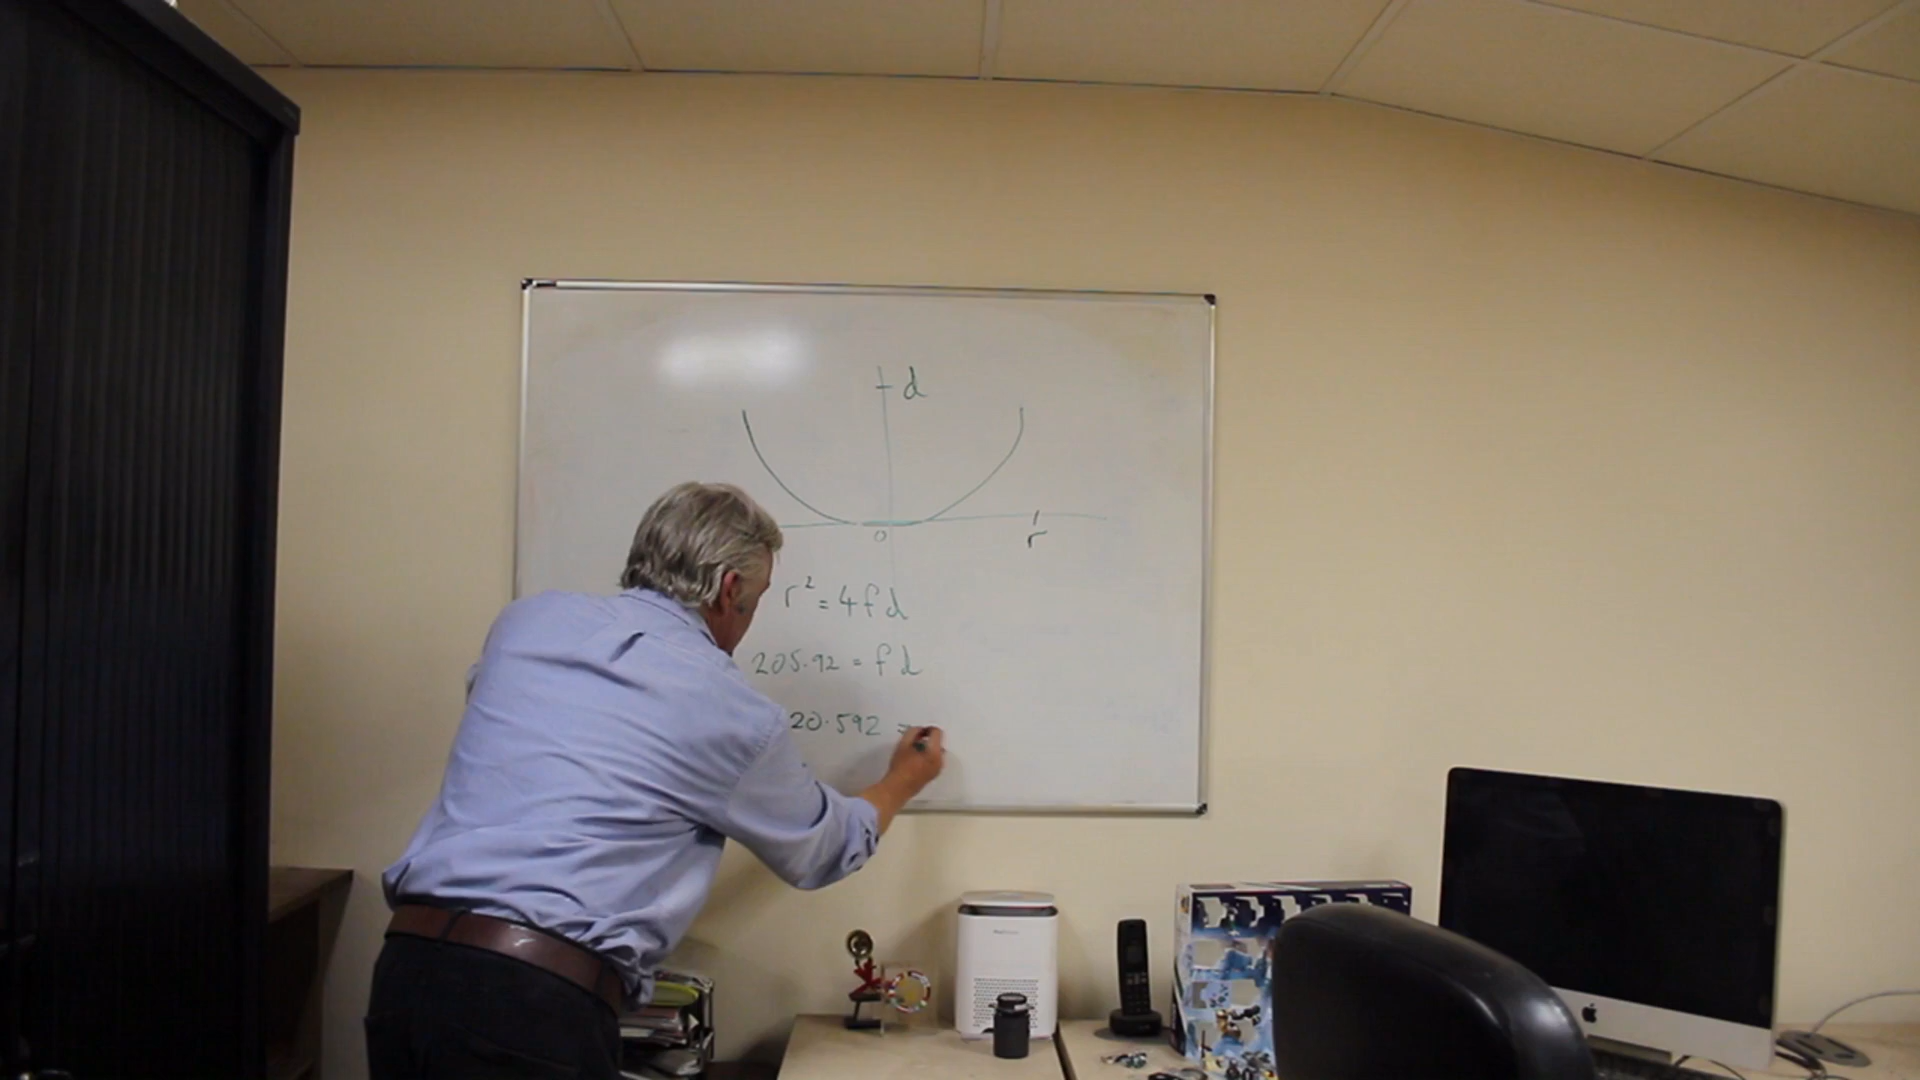 d
0
r
r² = 4fd
205.92 = fd
20.592 =